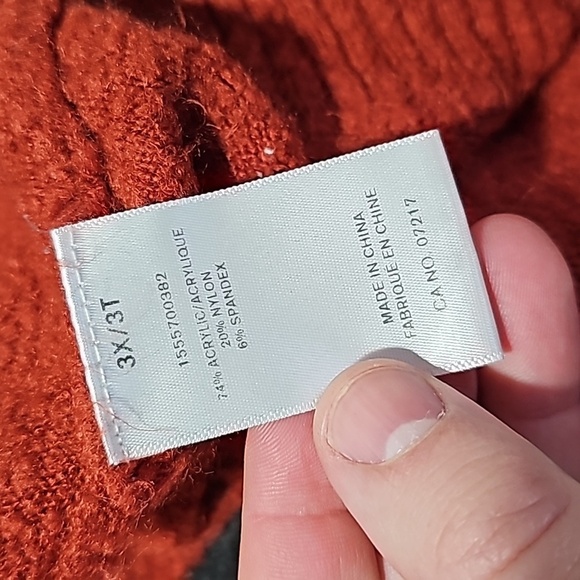 3X/3T
1555700382
74% ACRYLIC/ACRYLIQUE
20% NYLON
6% SPANDEX
MADE IN CHINA
FABRIQUE EN CHINE
CA NO. 07217